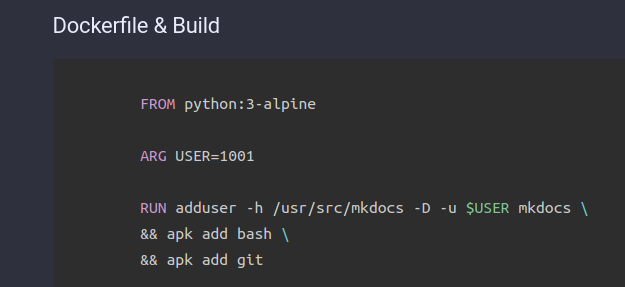 Dockerfile & Build
FROM python:3-alpine
ARG USER=1001
RUN adduser -h /usr/src/mkdocs -D -u $USER mkdocs \
&& apk add bash \
&& apk add git